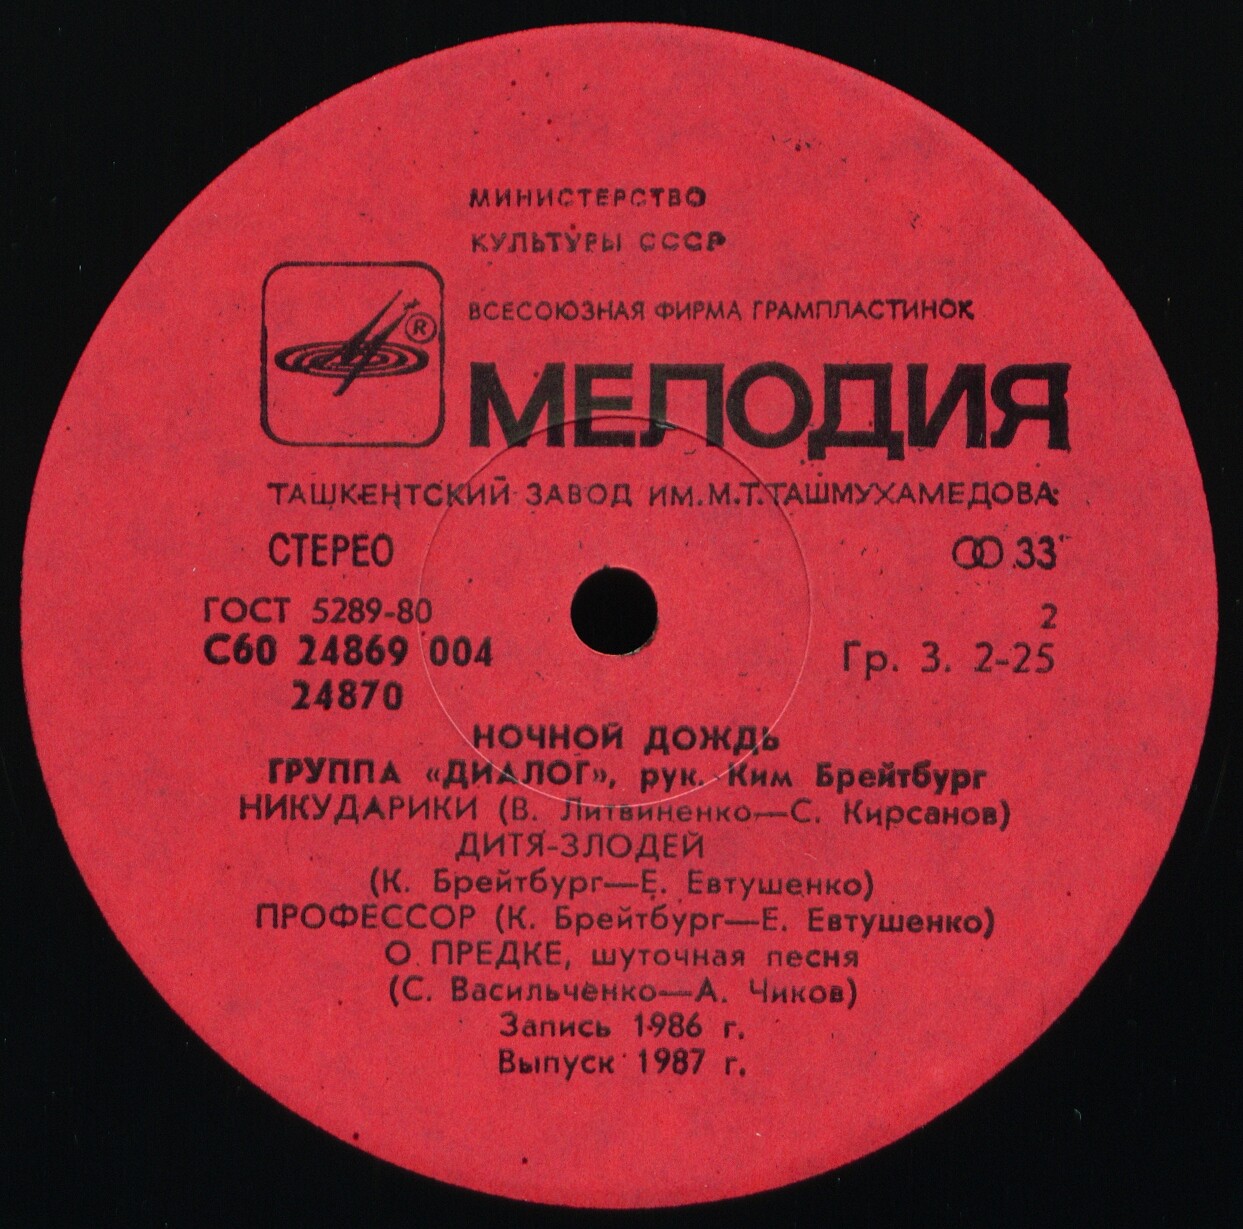 МИНИСТЕРСТВО
КУЛЬТУРЫ СССР
ВСЕСОЮЗНАЯ ФИРМА ГРАМПЛАСТИНОК
®
МЕЛОДИЯ
ТАШКЕНТСКИЙ ЗАВОД ИМ. М.Т.ТАШМУХАМЕДОВА
СТЕРЕО 33
ГОСТ 5289-80 2
С60 24869 004 Гр. 3. 2-25
24870
НОЧНОЙ ДОЖДЬ
ГРУППА «ДИАЛОГ», рук. Ким Брейтбург
НИКУДАРИКИ (В. Литвиненко—С. Кирсанов)
ДИТЯ-ЗЛОДЕЙ
(К. Брейтбург—Е. Евтушенко)
ПРОФЕССОР (К. Брейтбург—Е. Евтушенко)
О ПРЕДКЕ, шуточная песня
(С. Васильченко—А. Чиков)
Запись 1986 г.
Выпуск 1987 г.